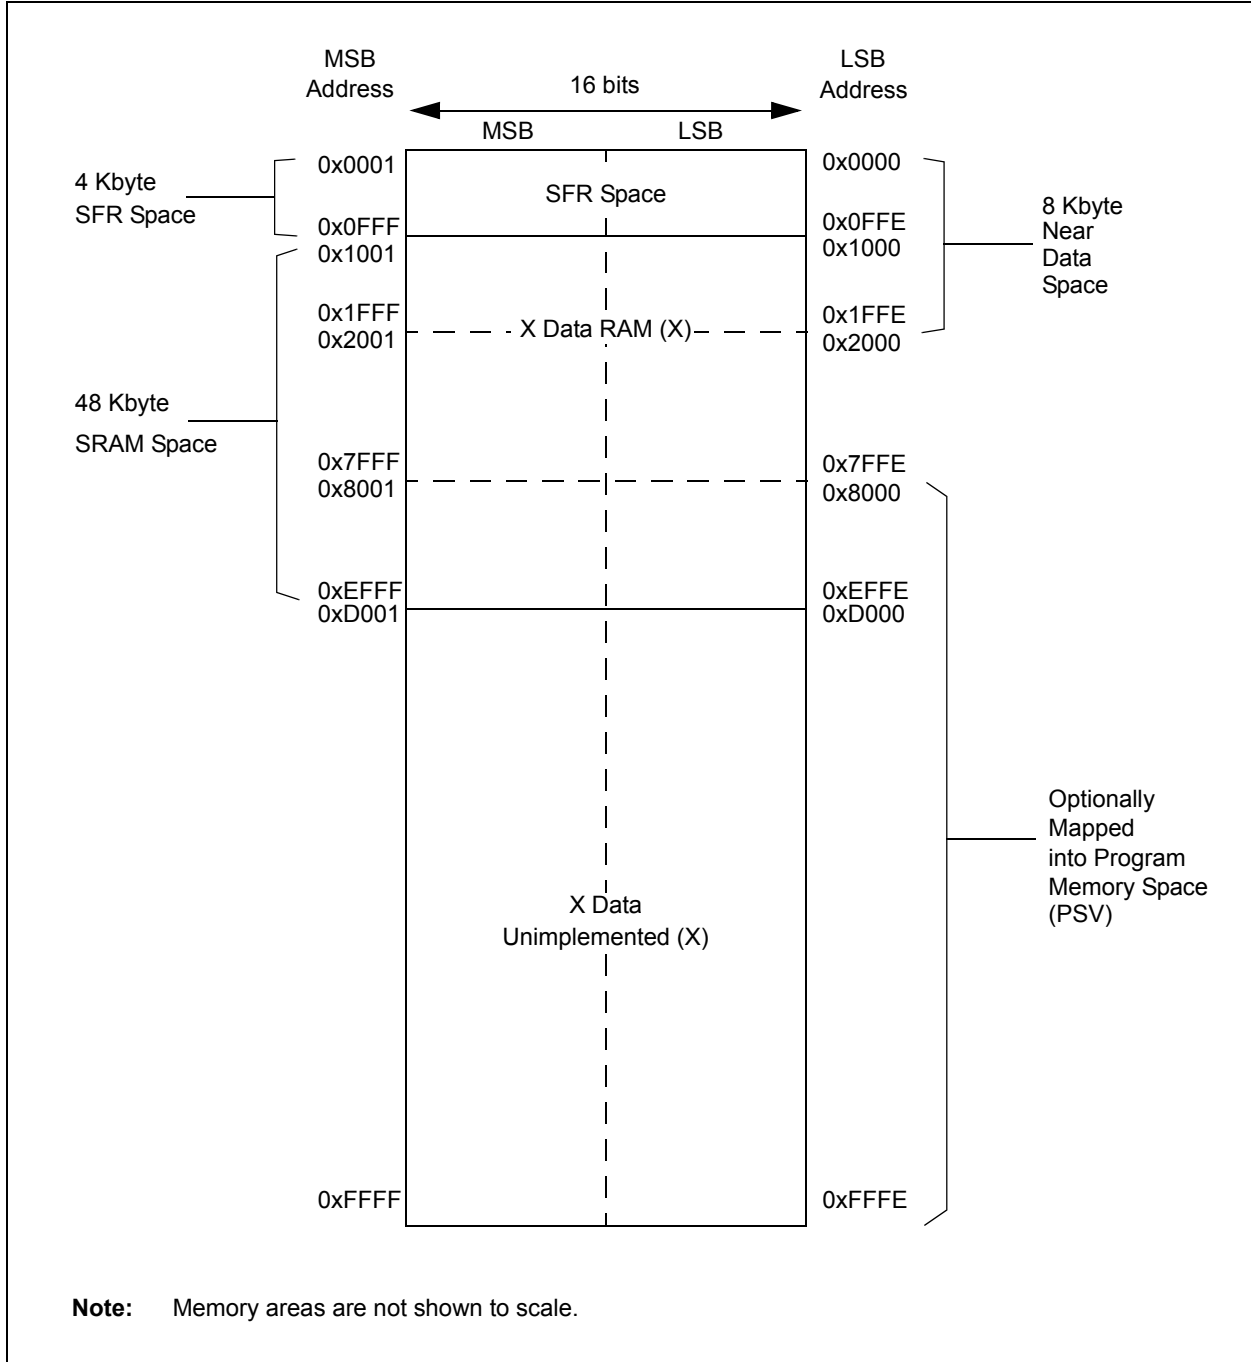 MSB
Address
16 bits
LSB
Address
MSB
LSB
4 Kbyte
SFR Space
0x0001
0x0FFF
0x1001
SFR Space
0x0000
0x0FFE
0x1000
8 Kbyte
Near
Data
Space
0x1FFF
0x2001
X Data RAM (X)
0x1FFE
0x2000
48 Kbyte
SRAM Space
0x7FFF
0x8001
0x7FFE
0x8000
0xEFFF
0xD001
0xEFFE
0xD000
Optionally
Mapped
into Program
Memory Space
(PSV)
X Data
Unimplemented (X)
0xFFFF
0xFFFE
Note: Memory areas are not shown to scale.